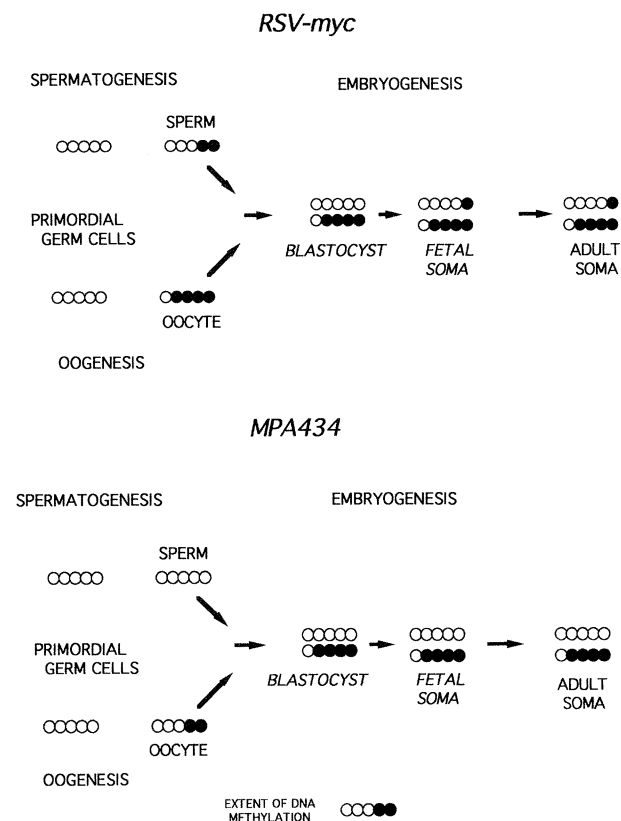 RSV-myc
SPERMATOGENESIS
EMBRYOGENESIS
SPERM
PRIMORDIAL
GERM CELLS
BLASTOCYST
FETAL
SOMA
ADULT
SOMA
OOCYTE
OOGENESIS
MPA434
SPERMATOGENESIS
EMBRYOGENESIS
SPERM
PRIMORDIAL
GERM CELLS
BLASTOCYST
FETAL
SOMA
ADULT
SOMA
OOCYTE
OOGENESIS
EXTENT OF DNA
METHYLATION